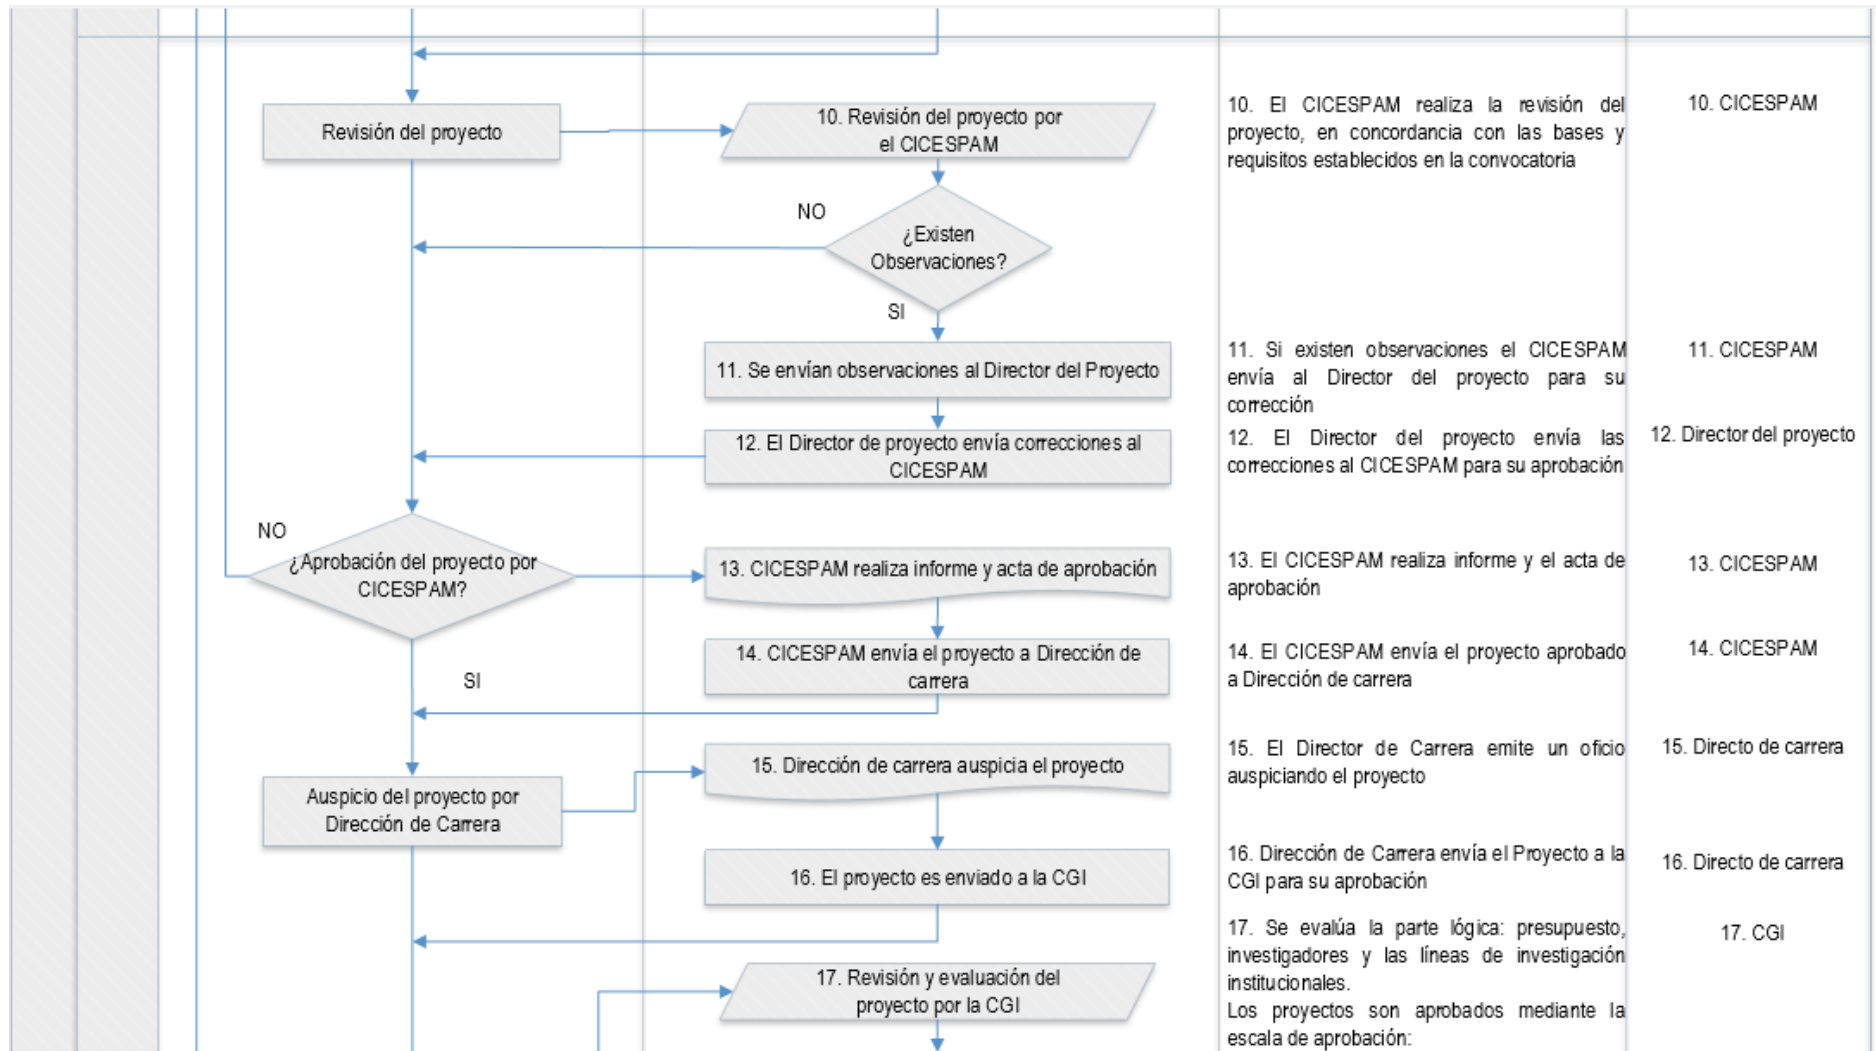 Revisión del proyecto
10. Revisión del proyecto por
el CICESPAM
10. El CICESPAM realiza la revisión del
proyecto, en concordancia con las bases y
requisitos establecidos en la convocatoria
10. CICESPAM
NO
¿Existen
Observaciones?
SI
11. Se envían observaciones al Director del Proyecto
11. Si existen observaciones el CICESPAM
envía al Director del proyecto para su
corrección
11. CICESPAM
12. El Director de proyecto envía correcciones al
CICESPAM
12. El Director del proyecto envía las
correcciones al CICESPAM para su aprobación
12. Director del proyecto
NO
¿Aprobación del proyecto por
CICESPAM?
13. CICESPAM realiza informe y acta de aprobación
13. El CICESPAM realiza informe y el acta de
aprobación
13. CICESPAM
14. CICESPAM envía el proyecto a Dirección de
carrera
14. El CICESPAM envía el proyecto aprobado
a Dirección de carrera
14. CICESPAM
SI
Auspicio del proyecto por
Dirección de Carrera
15. Dirección de carrera auspicia el proyecto
15. El Director de Carrera emite un oficio
auspiciando el proyecto
15. Directo de carrera
16. El proyecto es enviado a la CGI
16. Dirección de Carrera envía el Proyecto a la
CGI para su aprobación
16. Directo de carrera
17. Revisión y evaluación del
proyecto por la CGI
17. Se evalúa la parte lógica: presupuesto,
investigadores y las líneas de investigación
institucionales.
Los proyectos son aprobados mediante la
escala de aprobación:
17. CGI